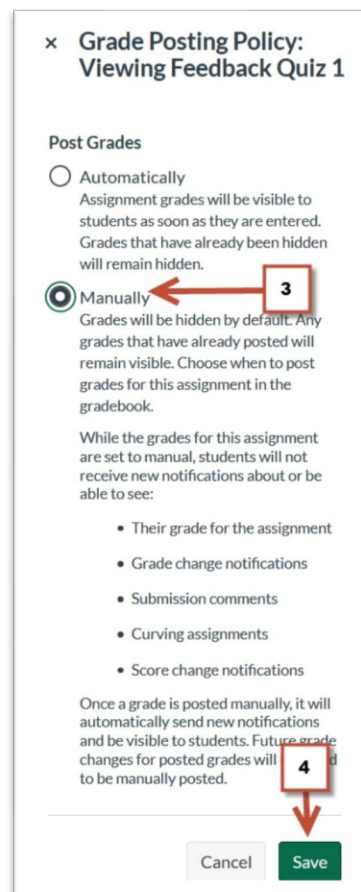 × Grade Posting Policy:
Viewing Feedback Quiz 1
Post Grades
Automatically
Assignment grades will be visible to
students as soon as they are entered.
Grades that have already been hidden
will remain hidden.
3
Manually
Grades will be hidden by default. Any
grades that have already posted will
remain visible. Choose when to post
grades for this assignment in the
gradebook.
While the grades for this assignment
are set to manual, students will not
receive new notifications about or be
able to see:
• Their grade for the assignment
• Grade change notifications
• Submission comments
• Curving assignments
• Score change notifications
Once a grade is posted manually, it will
automatically send new notifications
and be visible to students. Future grade
changes for posted grades will
4
to be manually posted.
Cancel Save